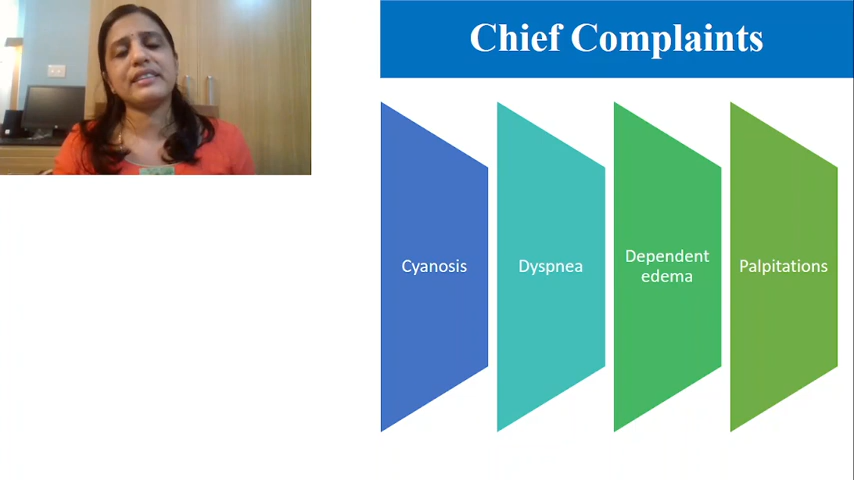 Chief Complaints
Cyanosis
Dyspnea
Dependent
edema
Palpitations